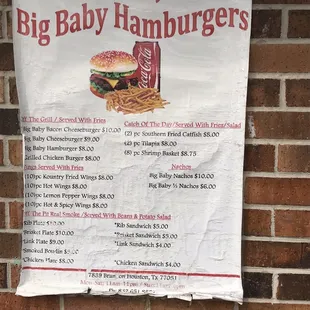 Big Baby Hamburgers
Coca-Cola
The Grill / Served With Fries
Big Baby Bacon Cheeseburger $10.00
Big Baby Cheeseburger $9.00
Big Baby Hamburger $8.00
Grilled Chicken Burger $8.00
Served With Fries
(10)pc Kountry Fried Wings $8.00
(10)pc Hot Wings $8.00
(10)pc Lemon Pepper Wings $8.00
(10)pc Hot & Spicy Wings $8.00
The Pit Real Smoke / Served With Beans & Potato Salad
Rib Plate
Brisket Plate $10.00
Link Plate $9.00
Smoked
Chicken Plate $8.00
Catch Of The Day/Served With Fries/Salad
(2) pc Southern Fried Catfish $8.00
(2) pc Tilapia $8.00
(8) pc Shrimp Basket $8.75
Nachos
Big Baby Nachos $10.00
Big Baby ½ Nachos $6.00
*Rib Sandwich $5.00
*Brisket Sandwich $5.00
*Link Sandwich $4.00
*Chicken Sandwich $4.00
Houston, Tx 77051